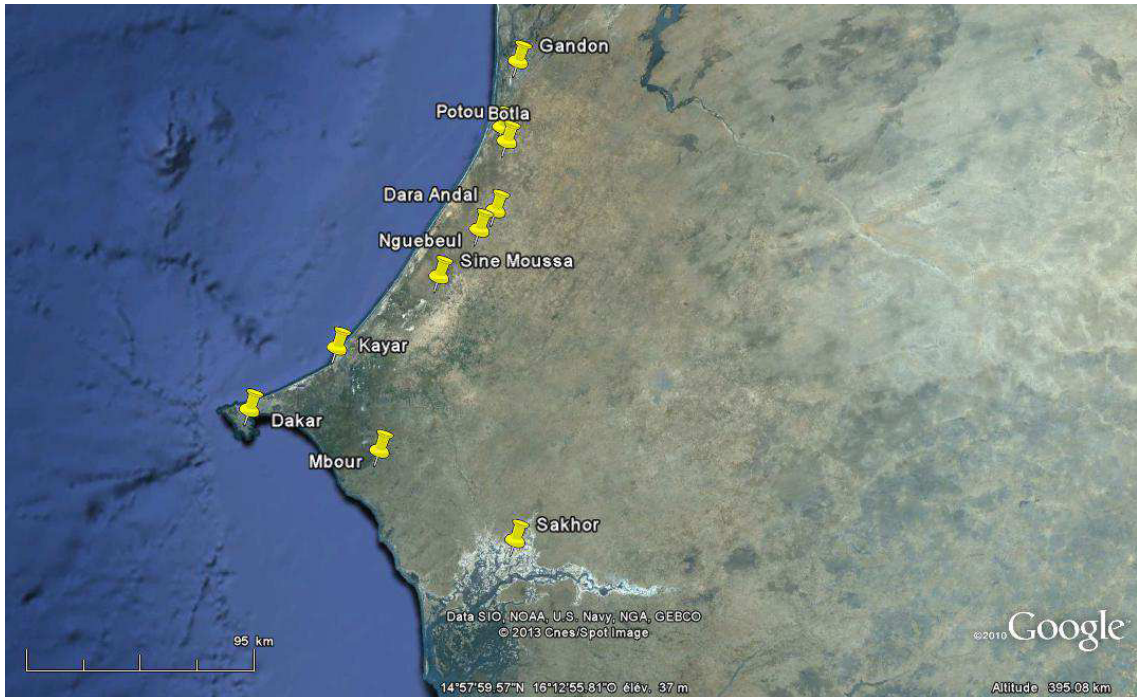 Gandon
Potou Botla
Dara Andal
Nguebeul
Sine Moussa
Kayar
Dakar
Mbour
Sakhor
Data SIO, NOAA, U.S. Navy, NGA, GEBCO
© 2013 Cnes/Spot Image
95 km
©2010 Google
14°57'59.57"N 16°12'55.81"O élév. 37 m
Altitude 395.08 km